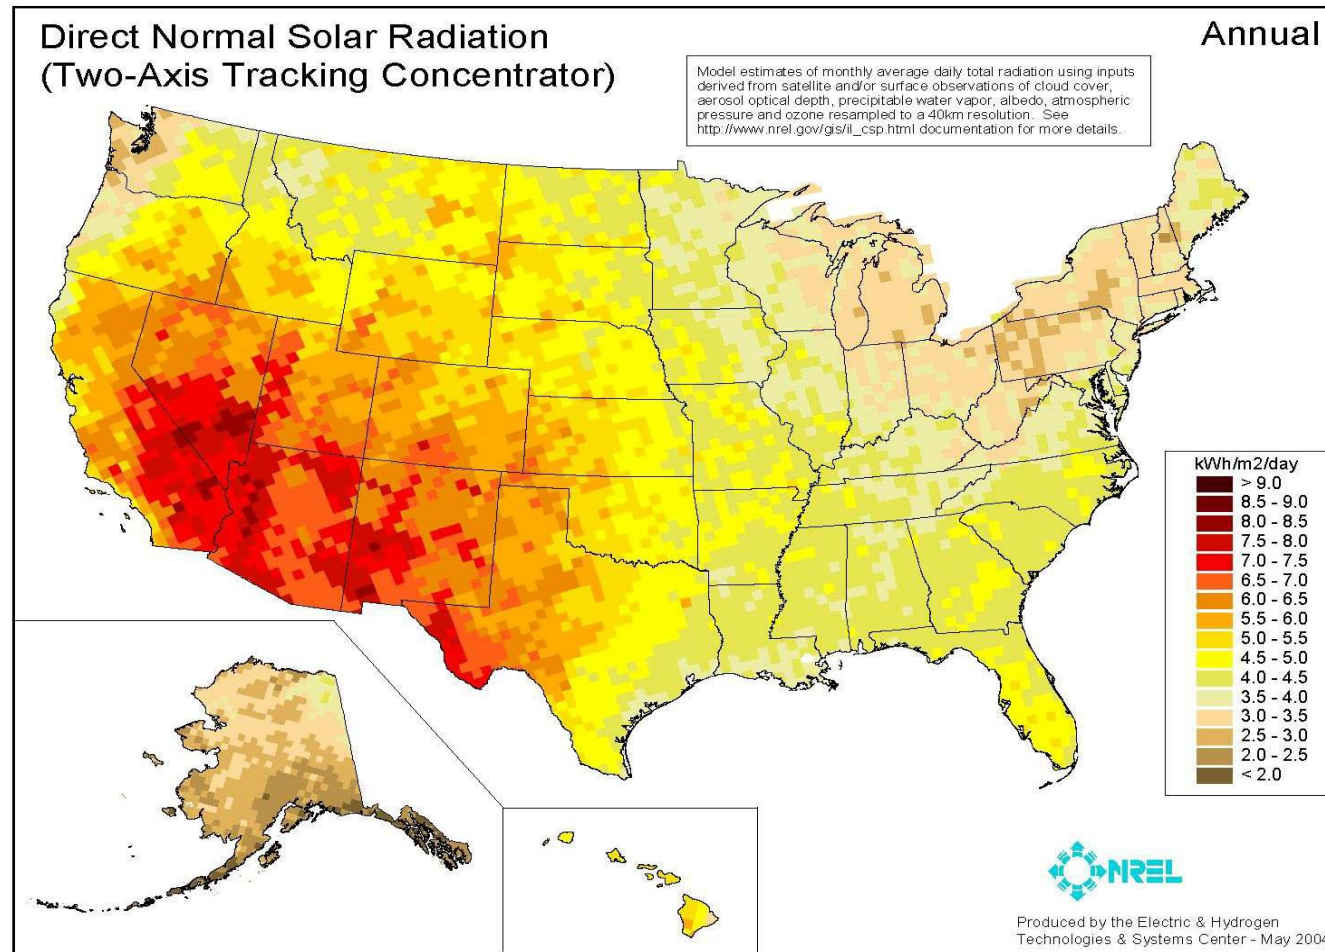 Direct Normal Solar Radiation
(Two-Axis Tracking Concentrator)
Annual
Model estimates of monthly average daily total radiation using inputs
derived from satellite and/or surface observations of cloud cover,
aerosol optical depth, precipitable water vapor, albedo, atmospheric
pressure and ozone resampled to a 40km resolution. See
http://www.nrel.gov/gis/il_csp.html documentation for more details.
kWh/m2/day
> 9.0
8.5 - 9.0
8.0 - 8.5
7.5 - 8.0
7.0 - 7.5
6.5 - 7.0
6.0 - 6.5
5.5 - 6.0
5.0 - 5.5
4.5 - 5.0
4.0 - 4.5
3.5 - 4.0
3.0 - 3.5
2.5 - 3.0
2.0 - 2.5
< 2.0
NREL
Produced by the Electric & Hydrogen
Technologies & Systems Center - May 2004